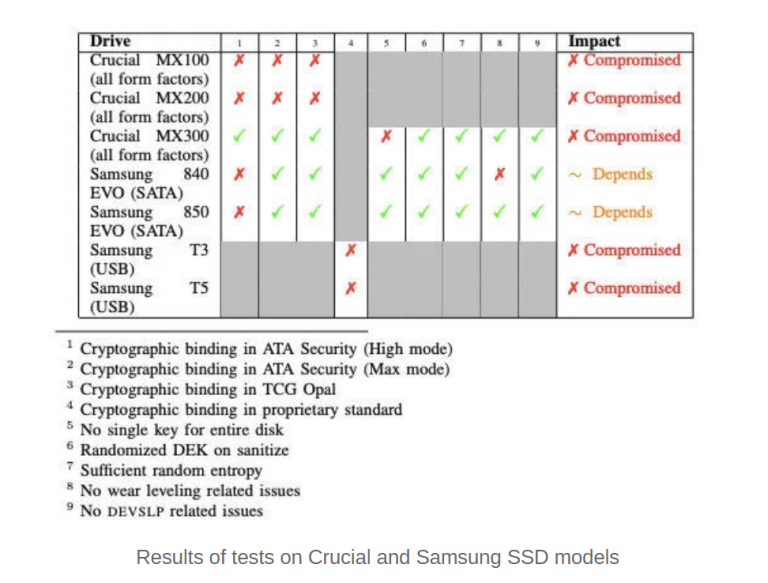 Drive 1 2 3 4 5 6 7 8 9 Impact
Crucial MX100 ✗ ✗ ✗ ✗ Compromised
(all form factors)
Crucial MX200 ✗ ✗ ✗ ✗ Compromised
(all form factors)
Crucial MX300 ✓ ✓ ✓ ✗ ✓ ✓ ✓ ✓ ✗ Compromised
(all form factors)
Samsung 840 ✗ ✓ ✓ ✓ ✓ ✓ ✗ ✓ ~ Depends
EVO (SATA)
Samsung 850 ✗ ✓ ✓ ✓ ✓ ✓ ✓ ✓ ~ Depends
EVO (SATA)
Samsung T3 ✗ ✗ Compromised
(USB)
Samsung T5 ✗ ✗ Compromised
(USB)
1 Cryptographic binding in ATA Security (High mode)
2 Cryptographic binding in ATA Security (Max mode)
3 Cryptographic binding in TCG Opal
4 Cryptographic binding in proprietary standard
5 No single key for entire disk
6 Randomized DEK on sanitize
7 Sufficient random entropy
8 No wear leveling related issues
9 No DEVSLP related issues
Results of tests on Crucial and Samsung SSD models